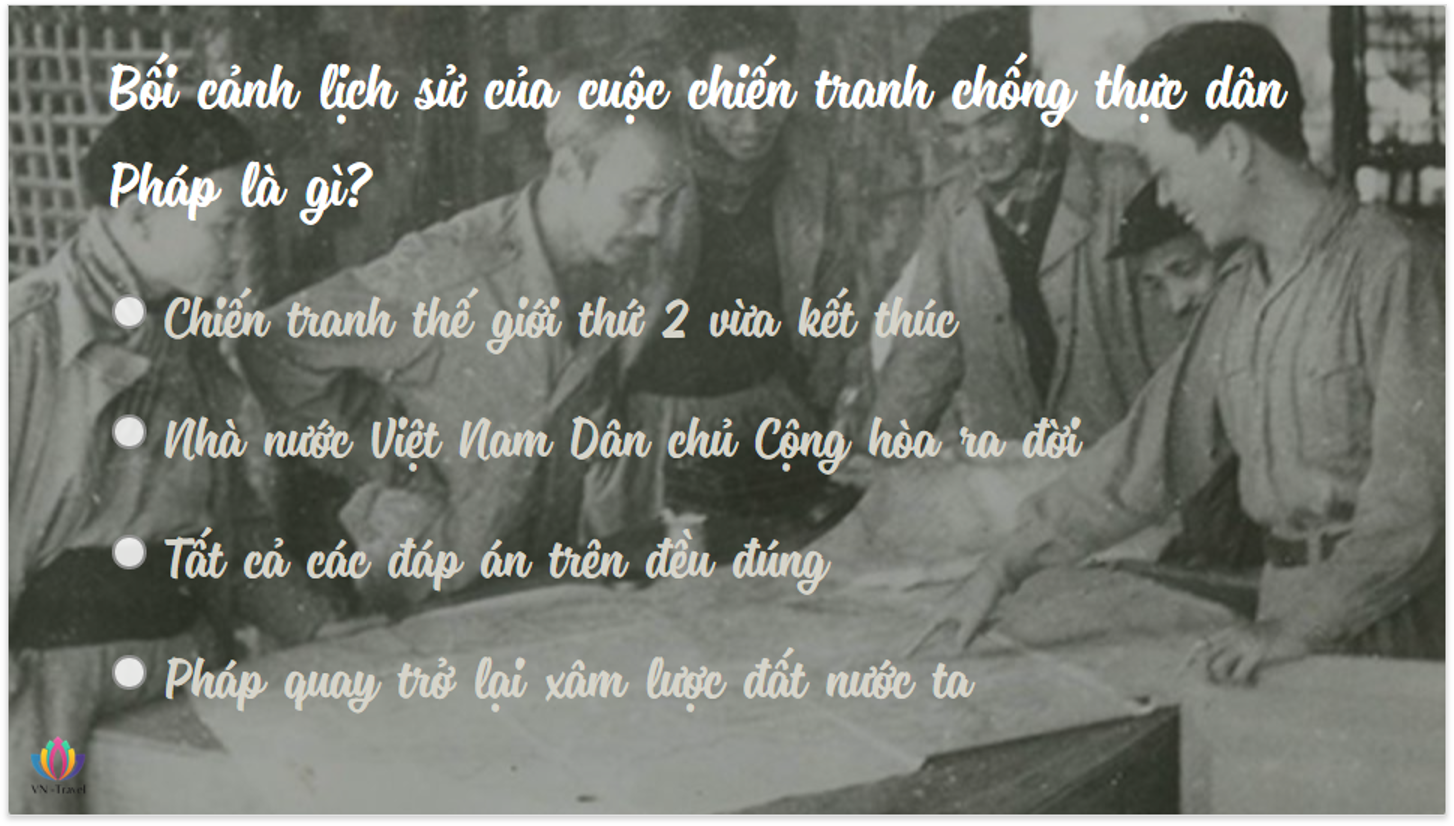 Bối cảnh lịch sử của cuộc chiến tranh chống thực dân
Pháp là gì?
Chiến tranh thế giới thứ 2 vừa kết thúc
Nhà nước Việt Nam Dân chủ Cộng hòa ra đời
Tất cả các đáp án trên đều đúng
Pháp quay trở lại xâm lược đất nước ta
VN-Travel